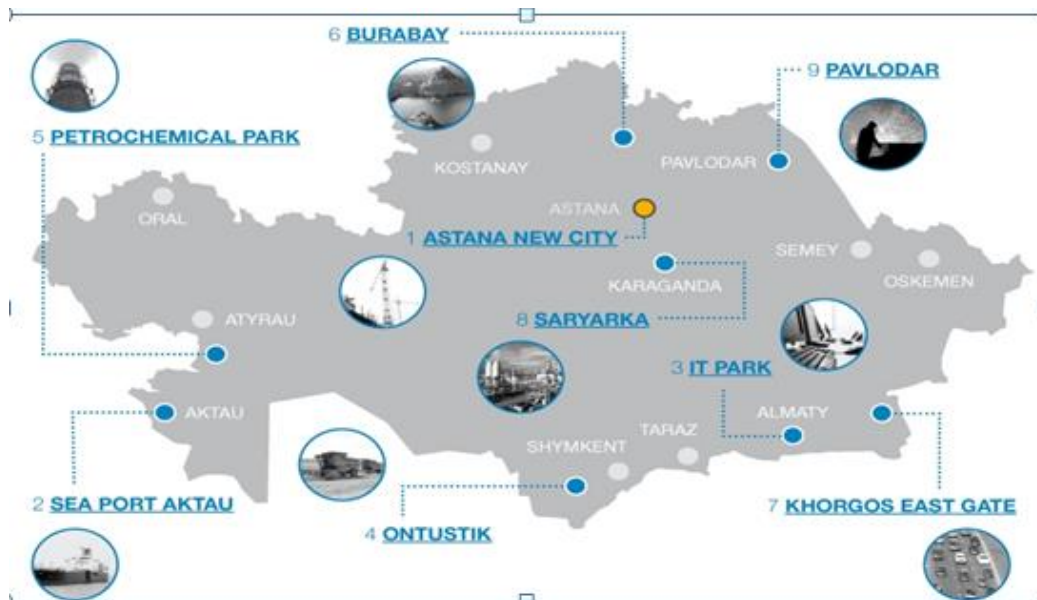 6 BURABAY
9 PAVLODAR
5 PETROCHEMICAL PARK
KOSTANAY
PAVLODAR
ORAL
ASTANA
1 ASTANA NEW CITY
SEMEY
OSKEMEN
KARAGANDA
ATYRAU
8 SARYARKA
3 IT PARK
AKTAU
ALMATY
TARAZ
SHYMKENT
2 SEA PORT AKTAU
4 ONTUSTIK
7 KHORGOS EAST GATE